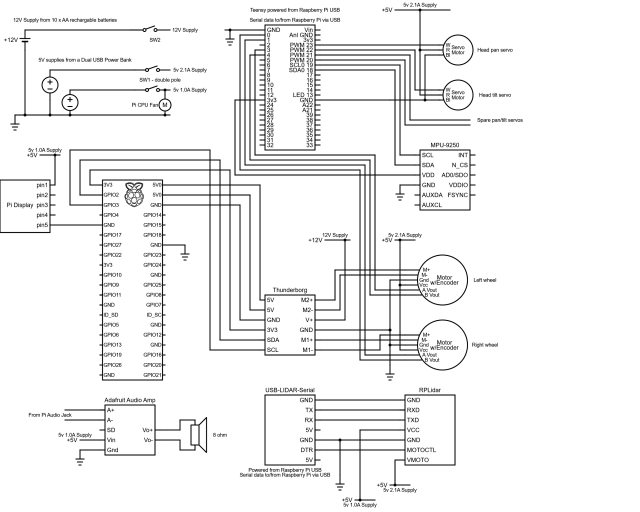 12V Supply from 10 x AA rechargable batteries
+12V
12V Supply
SW2
5V supplies from a Dual USB Power Bank
5v 2.1A Supply
SW1 - double pole
5v 1.0A Supply
Pi CPU Fan
M
Teensy powered from Raspberry Pi USB
Serial data to/from Raspberry Pi via USB
GND Vin
0 Anl GND
1 3v3
2 PWM 23
3 PWM 22
4 PWM 21
5 PWM 20
6 SCL0 19
7 SDA0 18
8 17
9 16
10 15
11 14
12 LED 13
3v3 GND
24 A22
25 A21
26 39
27 38
28 37
29 36
30 35
31 34
32 33
+5V
5v 2.1A Supply
Servo
Motor
Head pan servo
Servo
Motor
Head tilt servo
Spare pan/tilt servos
MPU-9250
SCL INT
SDA N_CS
VDD AD0/SDO
GND VDDIO
AUXDA FSYNC
AUXCL
5v 1.0A Supply
+5V
Pi Display
pin1
pin2
pin3
pin4
pin5
3V3 5V0
GPIO2 5V0
GPIO3 GND
GPIO4 GPIO14
GND GPIO15
GPIO17 GPIO18
GPIO27 GND
GPIO22 GPIO23
3V3 GPIO24
GPIO10 GND
GPIO9 GPIO25
GPIO11 GPIO8
GND GPIO7
ID_SD ID_SC
GPIO5 GND
GPIO6 GPIO12
GPIO13 GND
GPIO19 GPIO16
GPIO26 GPIO20
GND GPIO21
Thunderborg
5V M2+
5V M2-
GND V+
3V3 GND
SDA M1+
SCL M1-
12V Supply
+12V
5v 2.1A Supply
+5V
M+
M-
Gnd
Vcc
A Vout
B Vout
Motor
w/Encoder
Left wheel
M+
M-
Gnd
Vcc
A Vout
B Vout
Motor
w/Encoder
Right wheel
Adafruit Audio Amp
From Pi Audio Jack
5v 1.0A Supply
+5V
A+
A-
SD
Vin
Gnd
Vo+
Vo-
8 ohm
USB-LIDAR-Serial
GND
TX
RX
5V
GND
DTR
5V
Powered from Raspberry Pi USB
Serial data to/from Raspberry Pi via USB
RPLidar
GND
RXD
TXD
VCC
GND
MOTOCTL
VMOTO
+5V
5v 2.1A Supply
+5V
5v 1.0A Supply